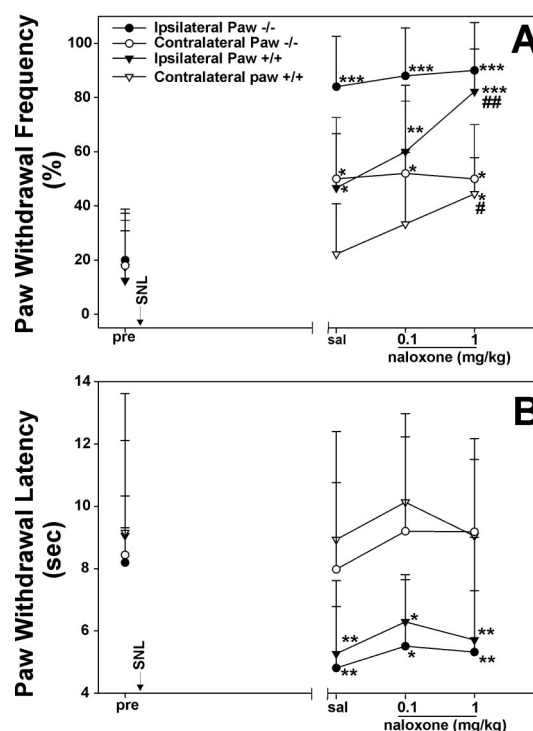 Ipsilateral Paw -/-
Contralateral Paw -/-
Ipsilateral Paw +/+
Contralateral paw +/+
A
Paw Withdrawal Frequency
(%)
100
80
60
40
20
0
***
***
***
***
##
**
*
*
*
*
*
#
SNL
pre
sal
0.1
1
naloxone (mg/kg)
B
Paw Withdrawal Latency
(sec)
14
12
10
8
6
4
**
*
**
**
*
**
SNL
pre
sal
0.1
1
naloxone (mg/kg)